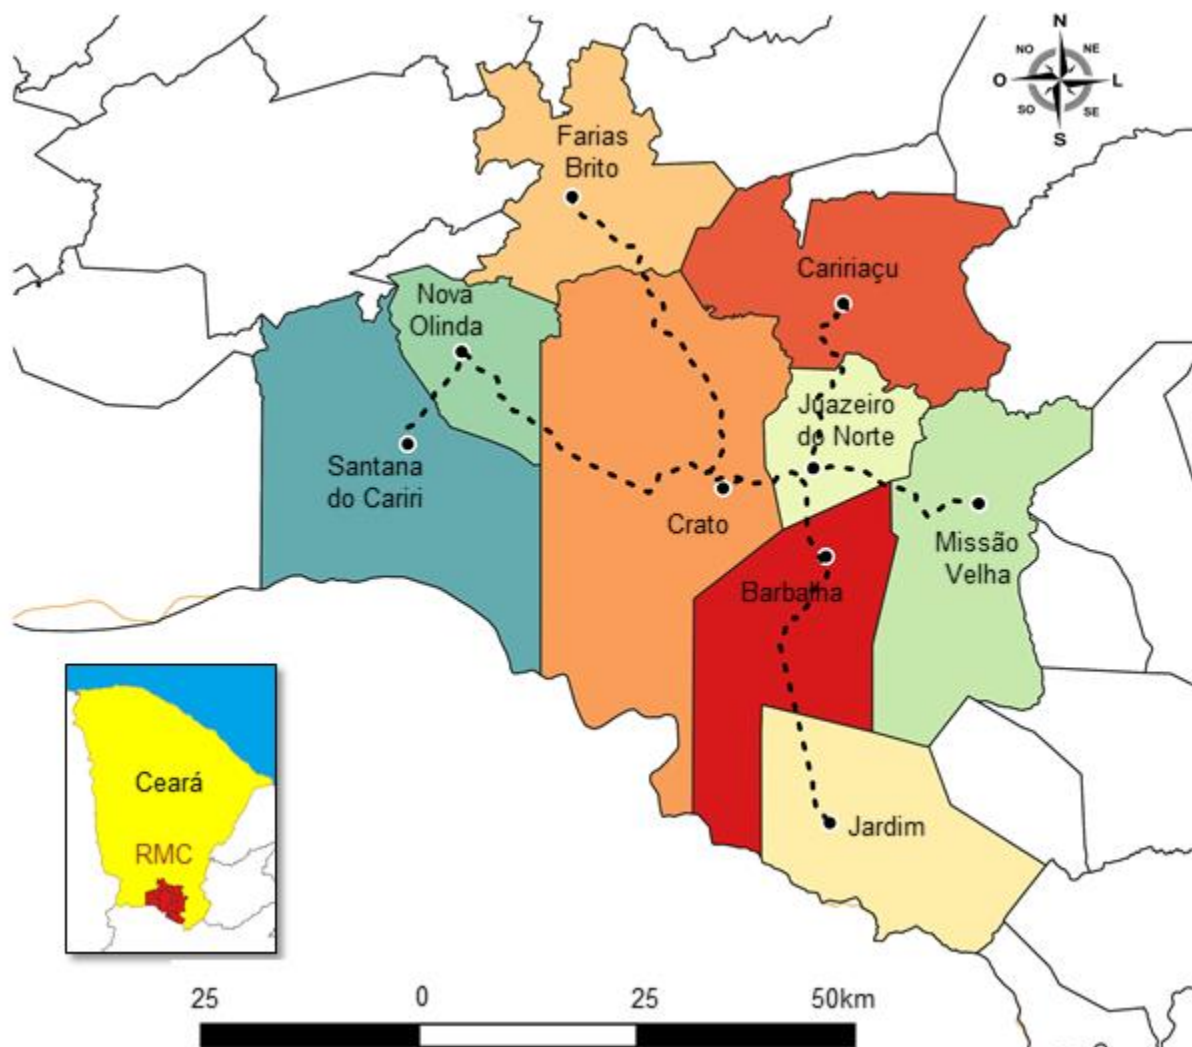 N
NO
NE
O
L
SO
SE
S
Farias
Brito
Caririaçu
Nova
Olinda
Juazeiro
do Norte
Santana
do Cariri
Crato
Missão
Velha
Barbalha
Jardim
Ceará
RMC
25
0
25
50km